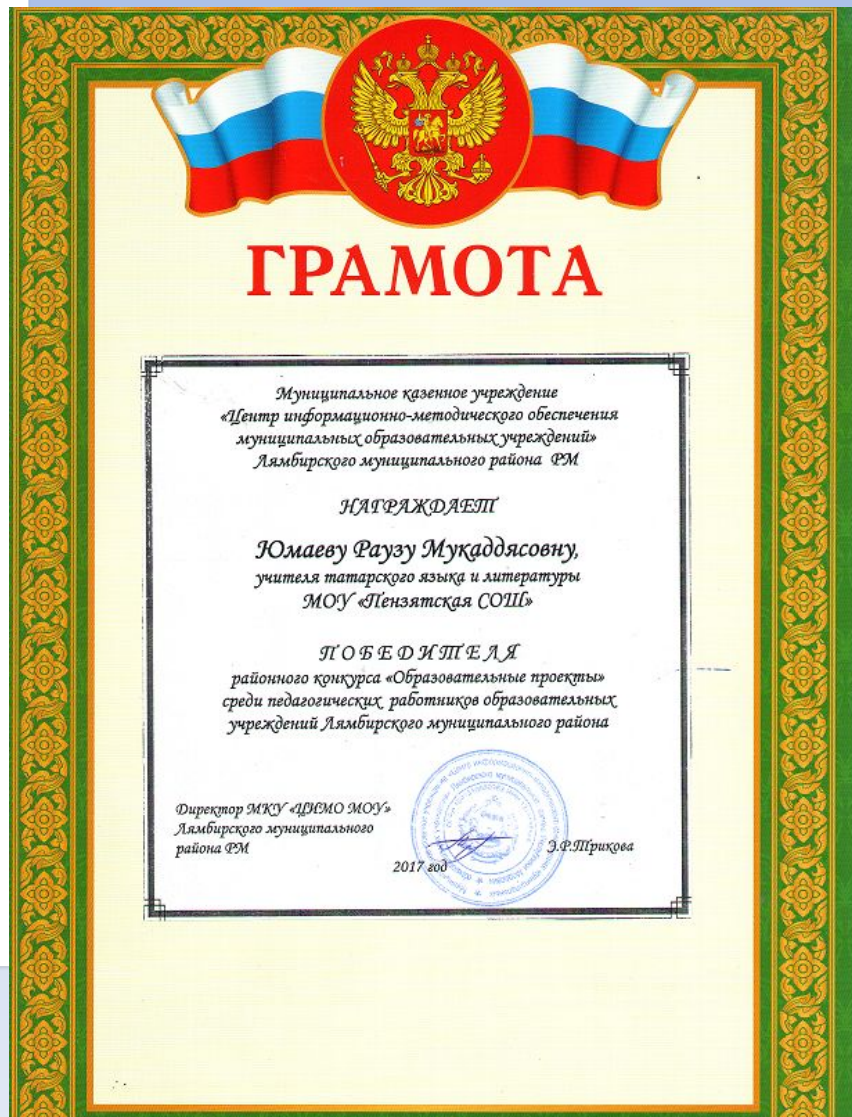 ГРАМОТА
Муниципальное казенное учреждение
«Центр информационно-методического обеспечения
муниципальных образовательных учреждений»
Лямбирского муниципального района РМ
НАГРАЖДАЕТ
Юмаеву Раузу Мукаддясовну,
учителя татарского языка и литературы
МОУ «Пензятская СОШ»
ПОБЕДИТЕЛЯ
районного конкурса «Образовательные проекты»
среди педагогических работников образовательных
учреждений Лямбирского муниципального района
Директор МКУ «ЦИМО МОУ»
Лямбирского муниципального
района РМ
Э.Р.Трикова
2017 год